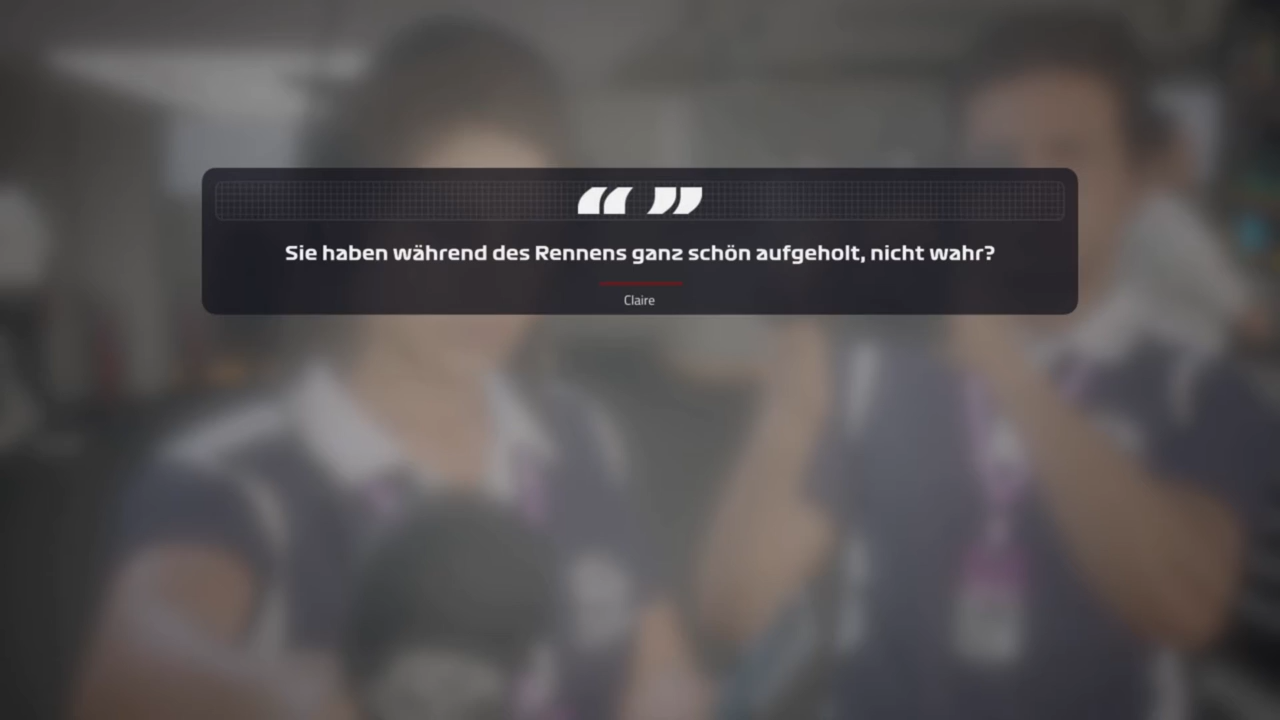 “ ”
Sie haben während des Rennens ganz schön aufgeholt, nicht wahr?
Claire